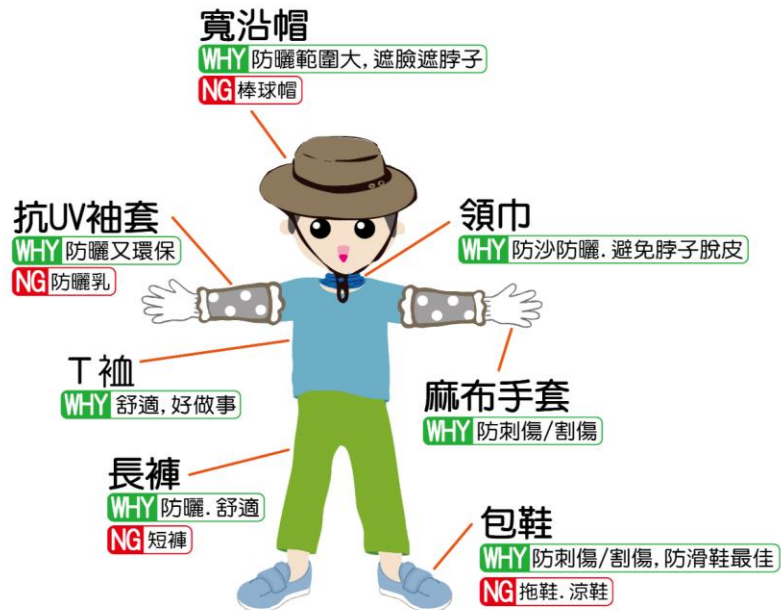 寬沿帽
WHY 防曬範圍大,遮臉遮脖子
NG 棒球帽
抗UV袖套
WHY 防曬又環保
NG 防曬乳
領巾
WHY 防沙防曬.避免脖子脫皮
T裇
WHY 舒適,好做事
麻布手套
WHY 防刺傷/割傷
長褲
WHY 防曬.舒適
NG 短褲
包鞋
WHY 防刺傷/割傷,防滑鞋最佳
NG 拖鞋.涼鞋